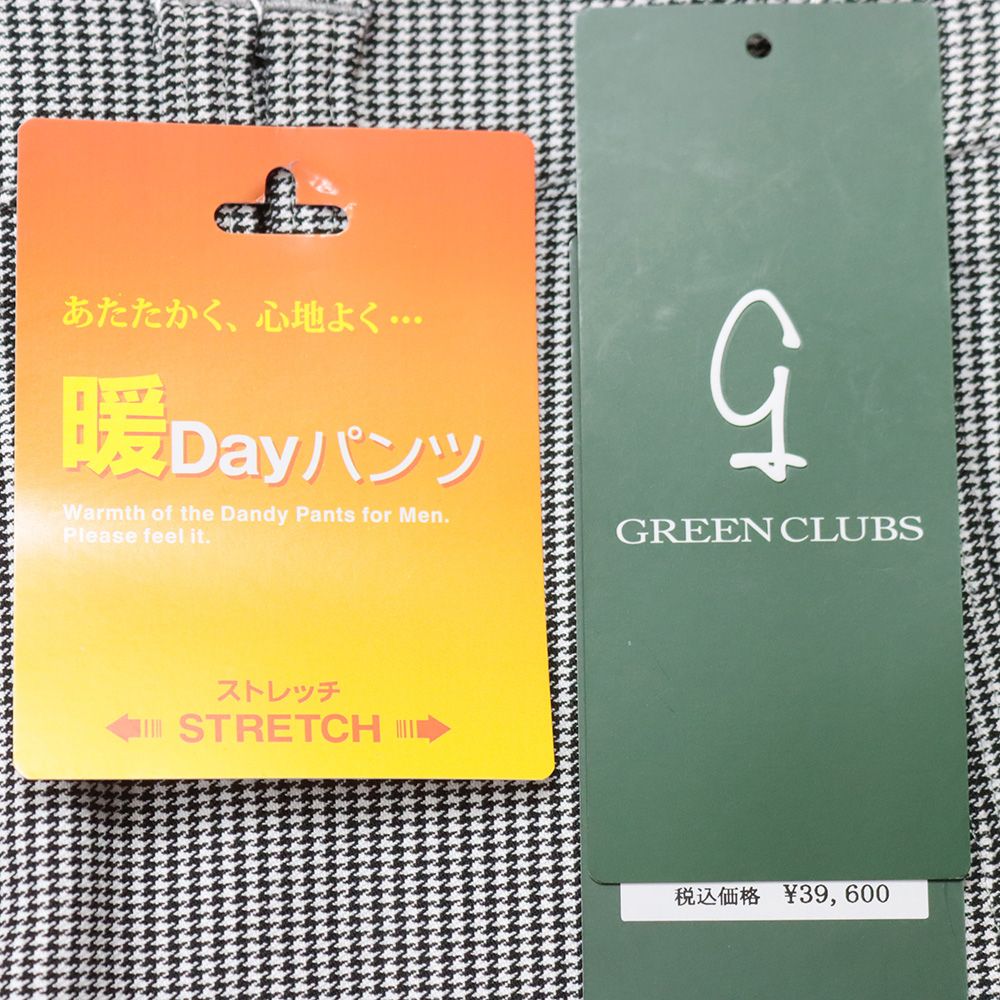 あたたかく、心地よく…
暖Dayパンツ
Warmth of the Dandy Pants for Men.
Please feel it.
ストレッチ
STRETCH
g
GREEN CLUBS
税込価格 ¥39,600